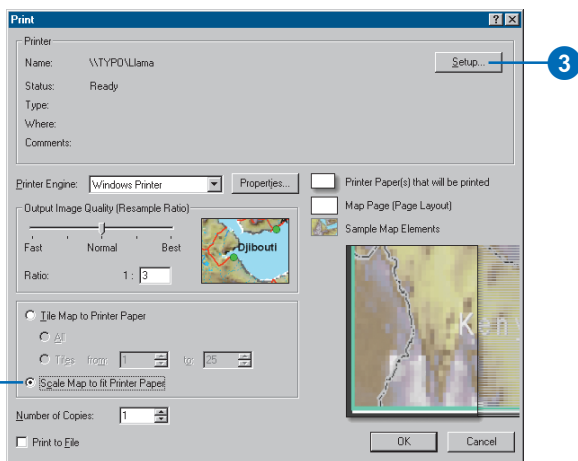 Print
Printer
Name: \\TYPO\Llama
Setup...
3
Status: Ready
Type:
Where:
Comments:
Printer Engine: Windows Printer
Properties...
Printer Paper(s) that will be printed
Map Page (Page Layout)
Sample Map Elements
Output Image Quality (Resample Ratio)
Fast Normal Best
Ratio: 1: 3
Djibouti
Tile Map to Printer Paper
All
Tiles from: 1 to: 25
Scale Map to fit Printer Paper
Keny
Number of Copies: 1
Print to File
OK Cancel